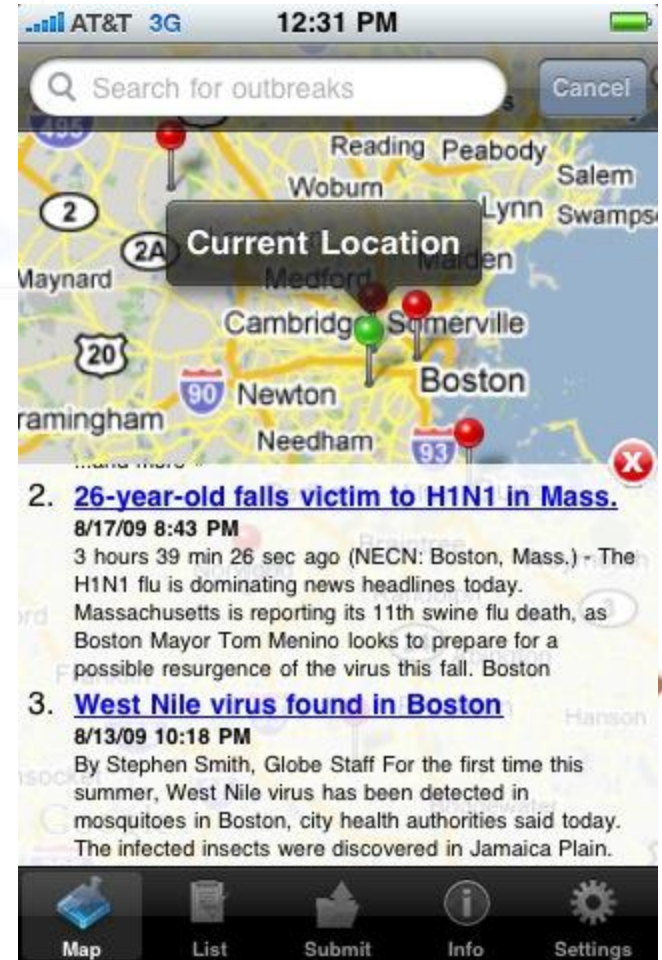 AT&T 3G 12:31 PM
Search for outbreaks Cancel
495
Reading Peabody
Woburn Salem
2 Lynn Swamps
2A Current Location
Maynard Medford Malden
Cambridg Somerville
20
90 Newton Boston
ramingham
Needham 93
...and more »
2. 26-year-old falls victim to H1N1 in Mass.
8/17/09 8:43 PM
3 hours 39 min 26 sec ago (NECN: Boston, Mass.) - The
H1N1 flu is dominating news headlines today.
Massachusetts is reporting its 11th swine flu death, as
Boston Mayor Tom Menino looks to prepare for a
possible resurgence of the virus this fall. Boston
3. West Nile virus found in Boston
8/13/09 10:18 PM
Hanson
By Stephen Smith, Globe Staff For the first time this
summer, West Nile virus has been detected in
mosquitoes in Boston, city health authorities said today.
The infected insects were discovered in Jamaica Plain.
Map List Submit Info Settings